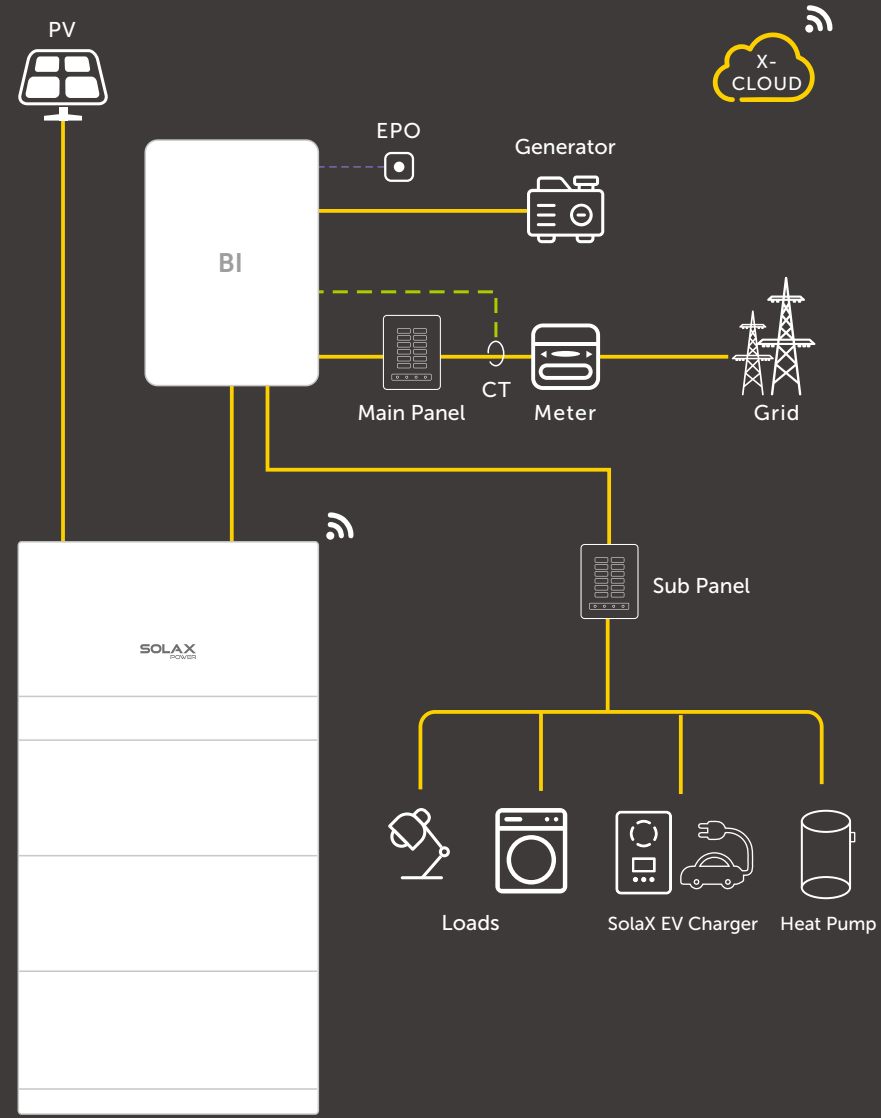 PV
X-
CLOUD
EPO
Generator
BI
Main Panel
CT
Meter
Grid
Sub Panel
SOLAX
POWER
Loads
SolaX EV Charger
Heat Pump